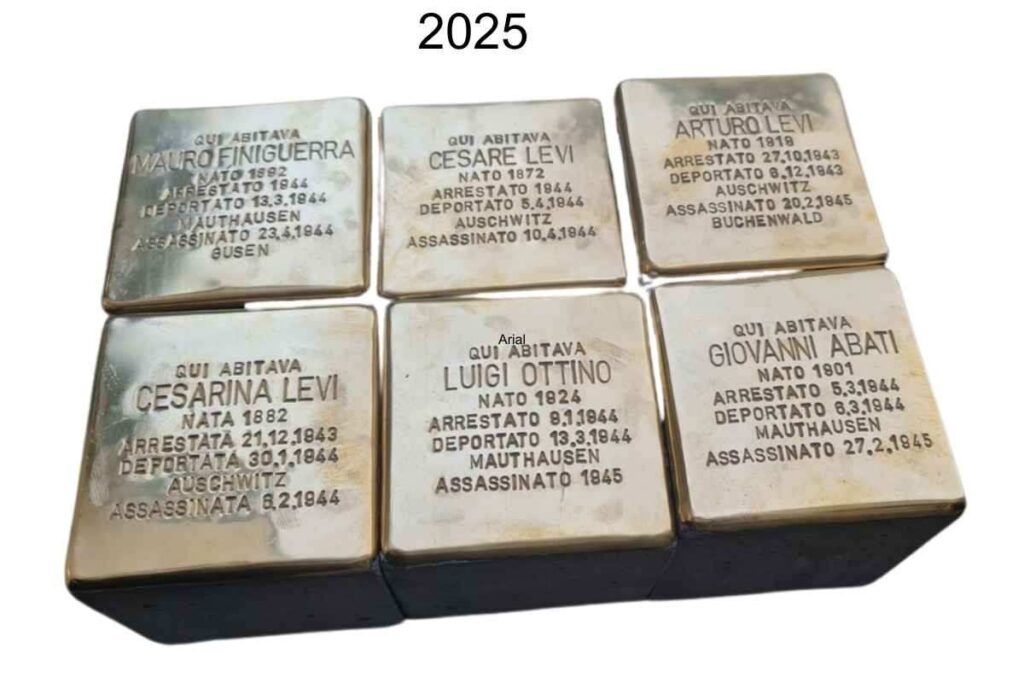 2025
QUI ABITAVA
MAURO FINIGUERRA
NATO 1892
ARRESTATO 1944
DEPORTATO 13.3.1944
MAUTHAUSEN
ASSASSINATO 23.4.1944
GUSEN
QUI ABITAVA
CESARE LEVI
NATO 1872
ARRESTATO 1944
DEPORTATO 5.4.1944
AUSCHWITZ
ASSASSINATO 10.4.1944
QUI ABITAVA
ARTURO LEVI
NATO 1919
ARRESTATO 27.10.1943
DEPORTATO 6.12.1943
AUSCHWITZ
ASSASSINATO 20.2.1945
BUCHENWALD
QUI ABITAVA
CESARINA LEVI
NATA 1882
ARRESTATA 21.12.1943
DEPORTATA 30.1.1944
AUSCHWITZ
ASSASSINATA 6.2.1944
Arial
QUI ABITAVA
LUIGI OTTINO
NATO 1924
ARRESTATO 9.1.1944
DEPORTATO 13.3.1944
MAUTHAUSEN
ASSASSINATO 1945
QUI ABITAVA
GIOVANNI ABATI
NATO 1901
ARRESTATO 5.3.1944
DEPORTATO 6.3.1944
MAUTHAUSEN
ASSASSINATO 27.2.1945